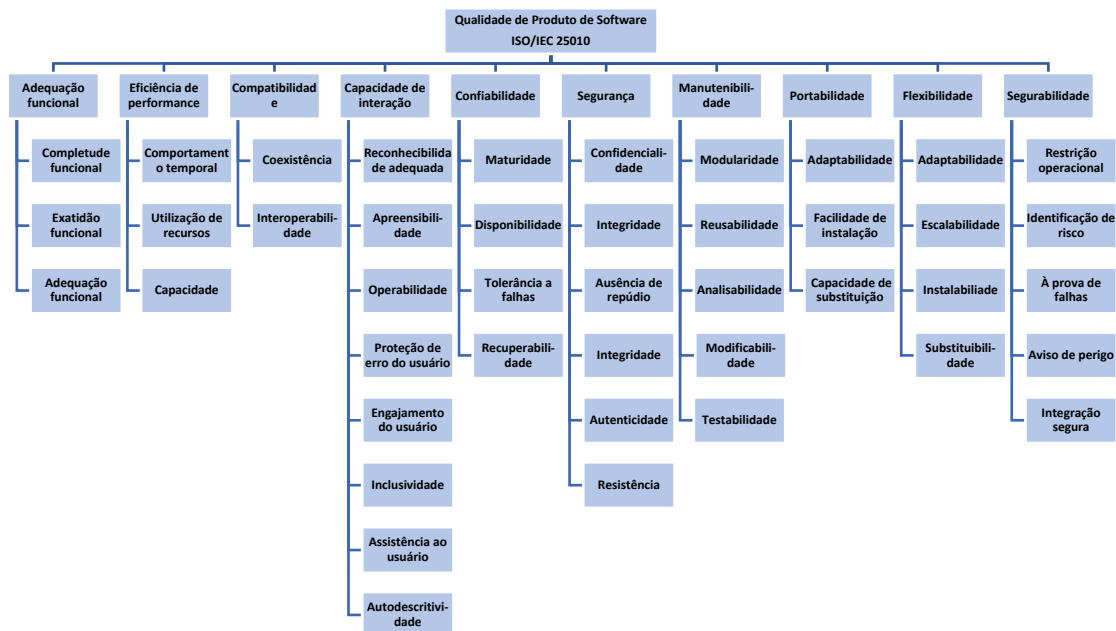 Qualidade de Produto de Software
ISO/IEC 25010
Adequação
funcional
Completude
funcional
Exatidão
funcional
Adequação
funcional
Eficiência de
performance
Comportament
o temporal
Utilização de
recursos
Capacidade
Compatibilidad
e
Coexistência
Interoperabili-
dade
Capacidade de
interação
Reconhecibilida
de adequada
Apreensibili-
dade
Operabilidade
Proteção de
erro do usuário
Engajamento
do usuário
Inclusividade
Assistência ao
usuário
Autodescritivi-
dade
Confiabilidade
Maturidade
Disponibilidade
Tolerância a
falhas
Recuperabili-
dade
Segurança
Confidenciali-
dade
Integridade
Ausência de
repúdio
Integridade
Autenticidade
Resistência
Manutenibili-
dade
Modularidade
Reusabilidade
Analisabilidade
Modificabili-
dade
Testabilidade
Portabilidade
Adaptabilidade
Facilidade de
instalação
Capacidade de
substituição
Flexibilidade
Adaptabilidade
Escalabilidade
Instalabiliade
Substituibili-
dade
Segurabilidade
Restrição
operacional
Identificação de
risco
À prova de
falhas
Aviso de perigo
Integração
segura